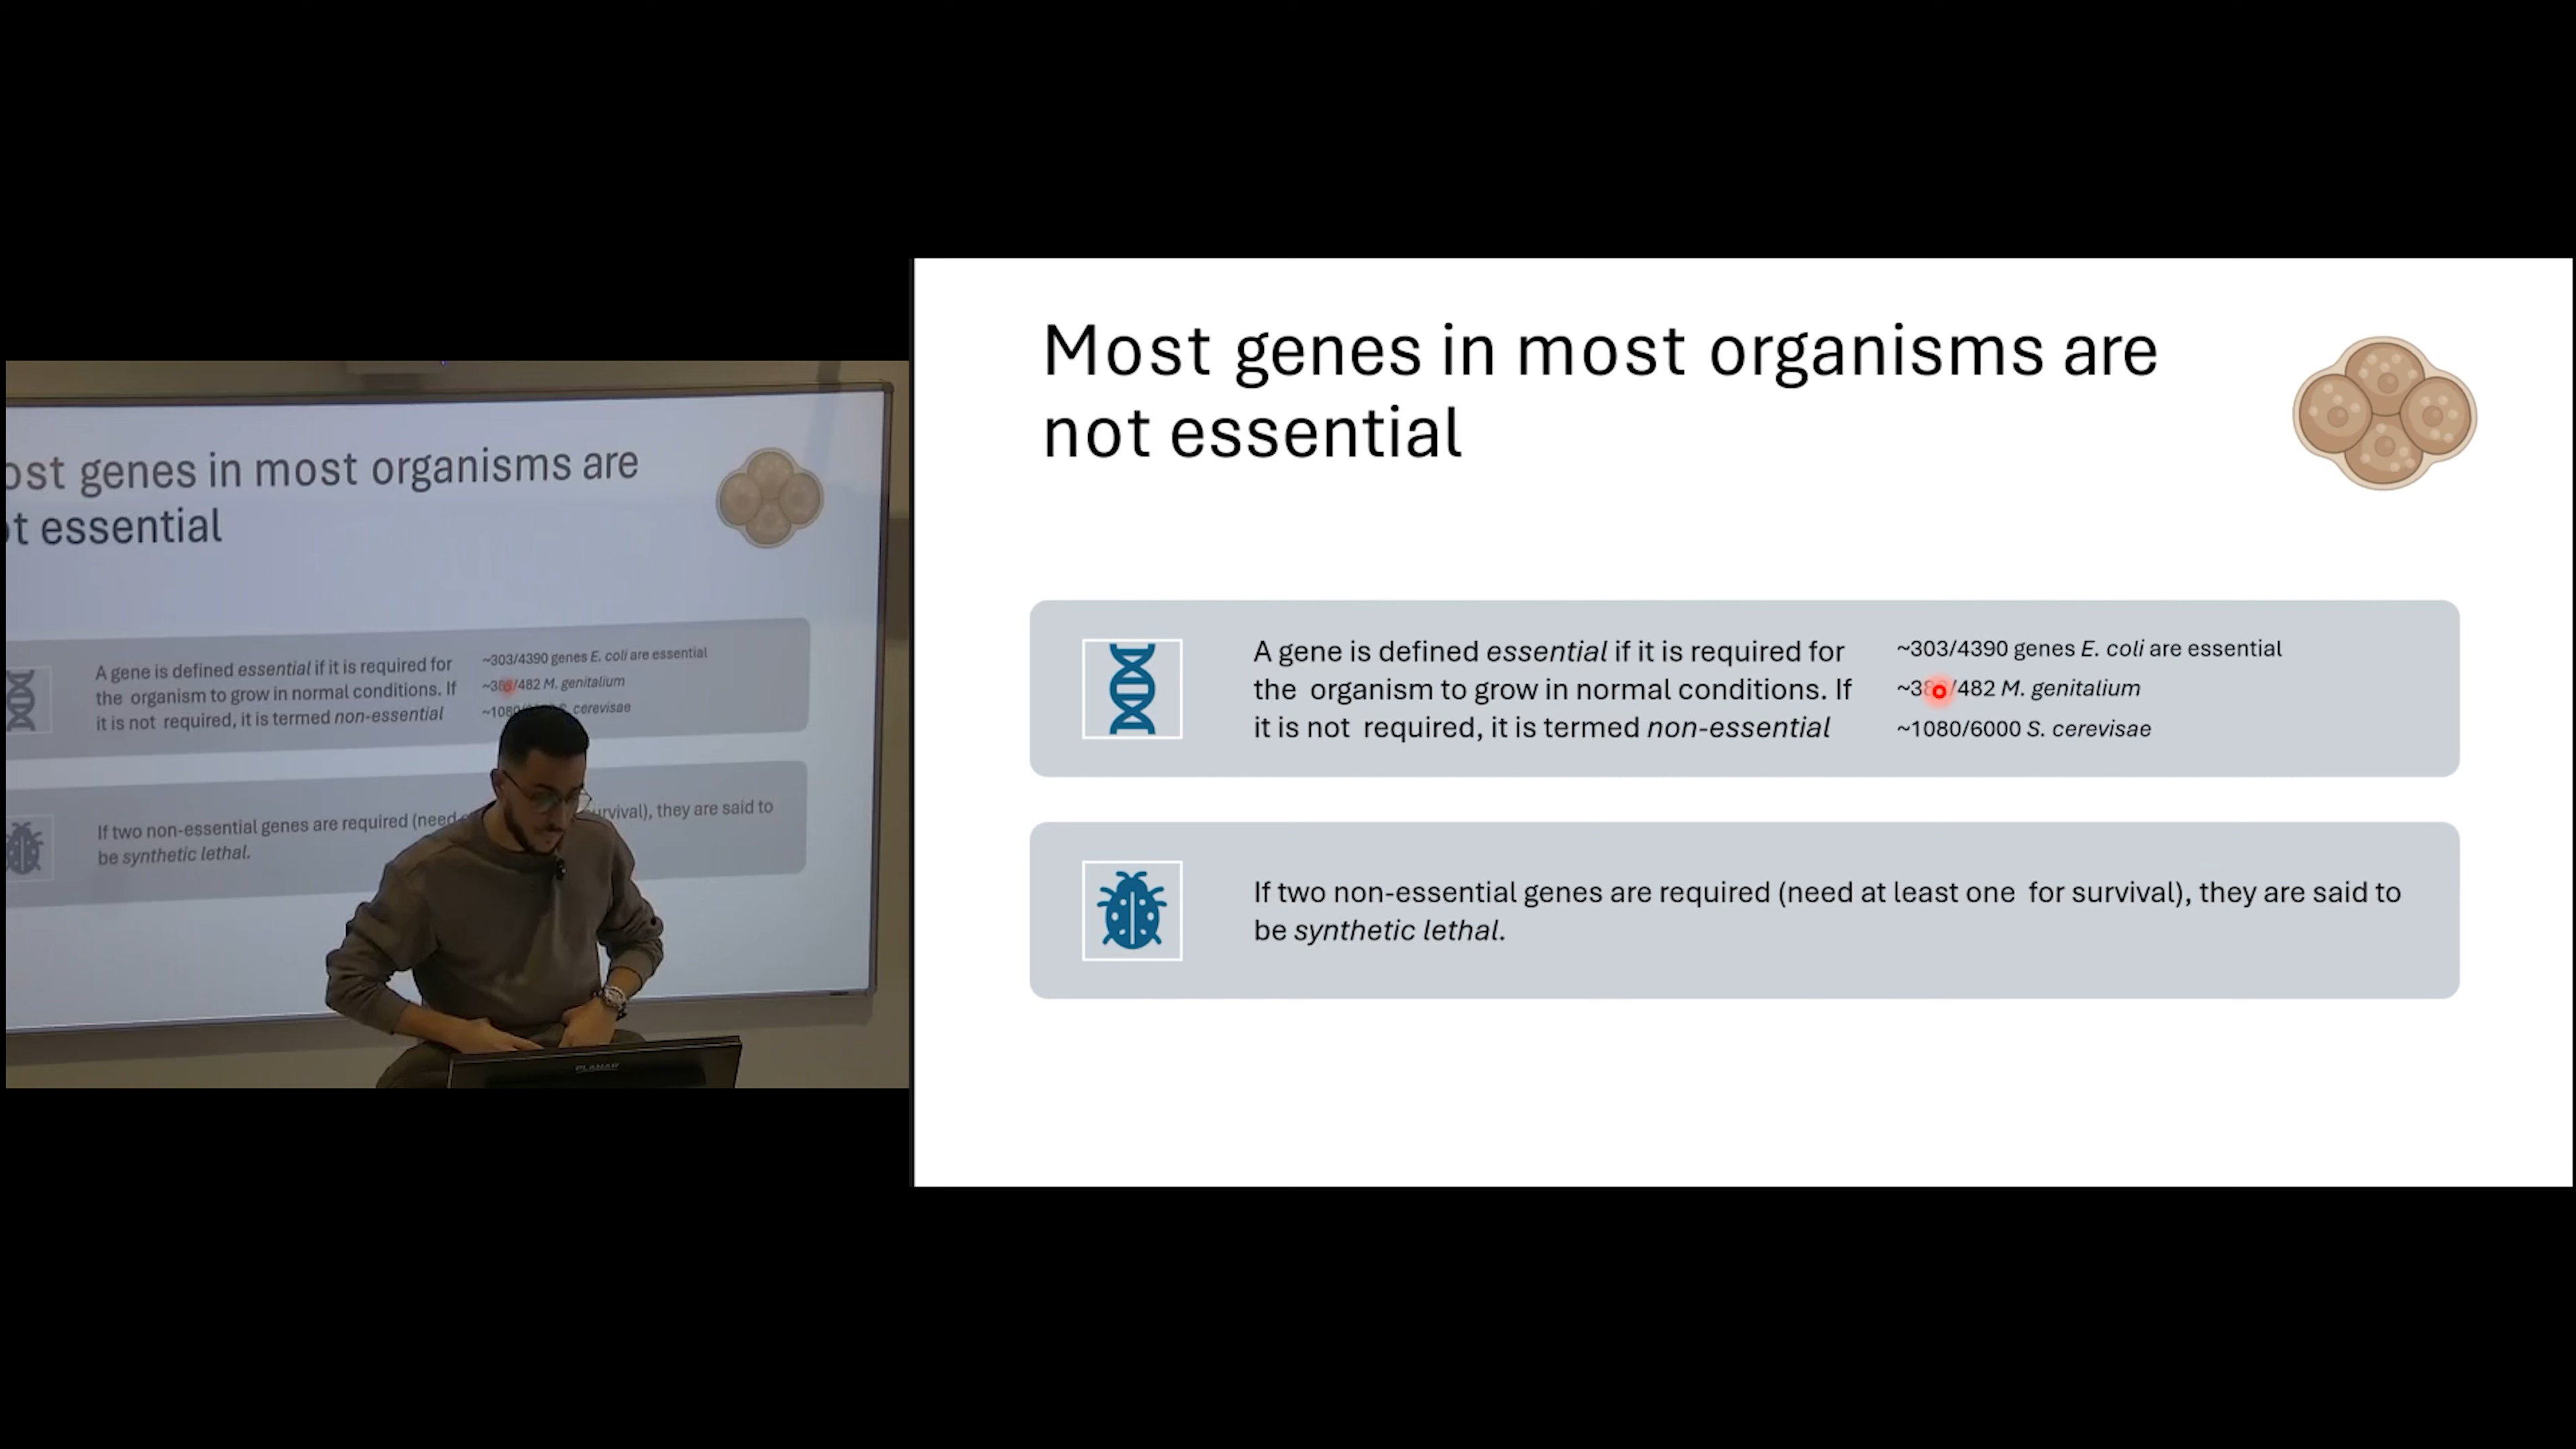 ost genes in most organisms are
ot essential
A gene is defined essential if it is required for
the organism to grow in normal conditions. If
it is not required, it is termed non-essential
~303/4390 genes E. coli are essential
/482 M. genitalium
cerevisae
If two non-essential genes are required (need
urvival), they are said to
be synthetic lethal.
PLANAR
Most genes in most organisms are
not essential
A gene is defined essential if it is required for
the organism to grow in normal conditions. If
it is not required, it is termed non-essential
~303/4390 genes E. coli are essential
/482 M. genitalium
~1080/6000 S. cerevisae
If two non-essential genes are required (need at least one for survival), they are said to
be synthetic lethal.